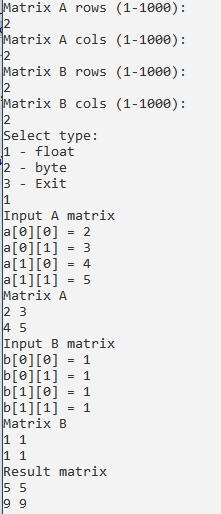 Matrix A rows (1-1000):
2
Matrix A cols (1-1000):
2
Matrix B rows (1-1000):
2
Matrix B cols (1-1000):
2
Select type:
1 - float
2 - byte
3 - Exit
1
Input A matrix
a[0][0] = 2
a[0][1] = 3
a[1][0] = 4
a[1][1] = 5
Matrix A
2 3
4 5
Input B matrix
b[0][0] = 1
b[0][1] = 1
b[1][0] = 1
b[1][1] = 1
Matrix B
1 1
1 1
Result matrix
5 5
9 9